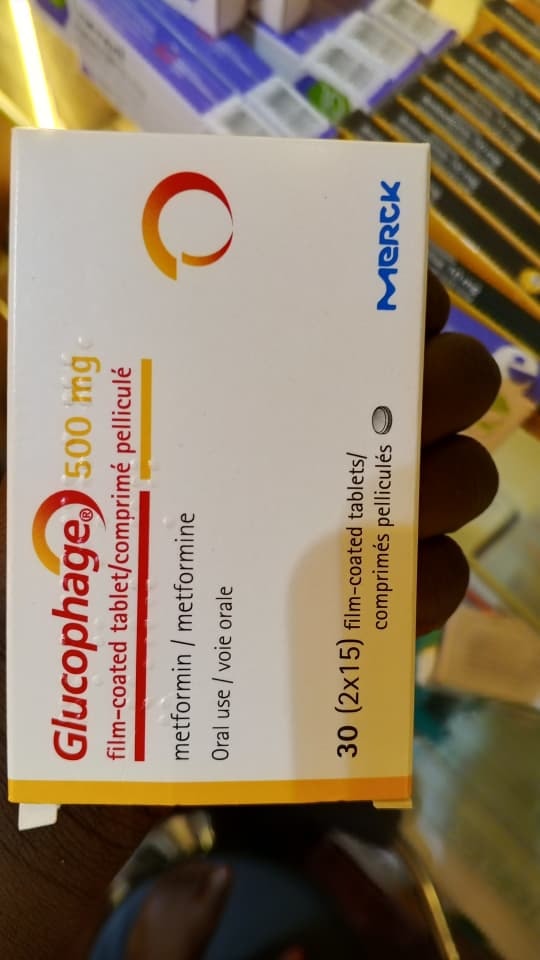 Glucophage® 500 mg
film-coated tablet/comprimé pelliculé
metformin / metformine
Oral use / voie orale
30 (2x15) film-coated tablets/
comprimés pelliculés
MERCK